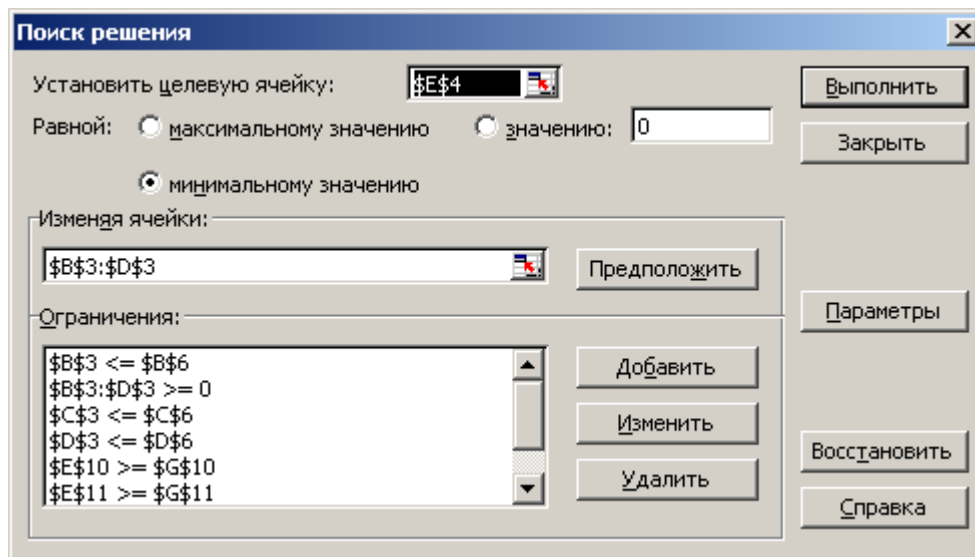 Поиск решения
Установить целевую ячейку: $E$4
Выполнить
Равной: максимальному значению значению: 0
Закрыть
минимальному значению
Изменяя ячейки:
$B$3:$D$3
Предположить
Параметры
Ограничения:
$B$3 <= $B$6
$B$3:$D$3 >= 0
$C$3 <= $C$6
$D$3 <= $D$6
$E$10 >= $G$10
$E$11 >= $G$11
Добавить
Изменить
Удалить
Восстановить
Справка